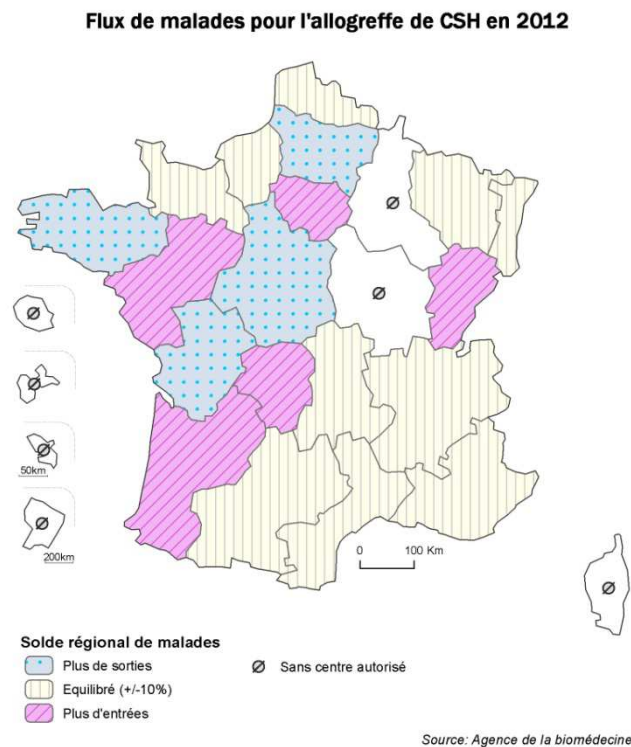 Flux de malades pour l'allogreffe de CSH en 2012
50km
200km
0 100 Km
Solde régional de malades
Plus de sorties
Sans centre autorisé
Equilibré (+/-10%)
Plus d'entrées
Source: Agence de la biomédecine